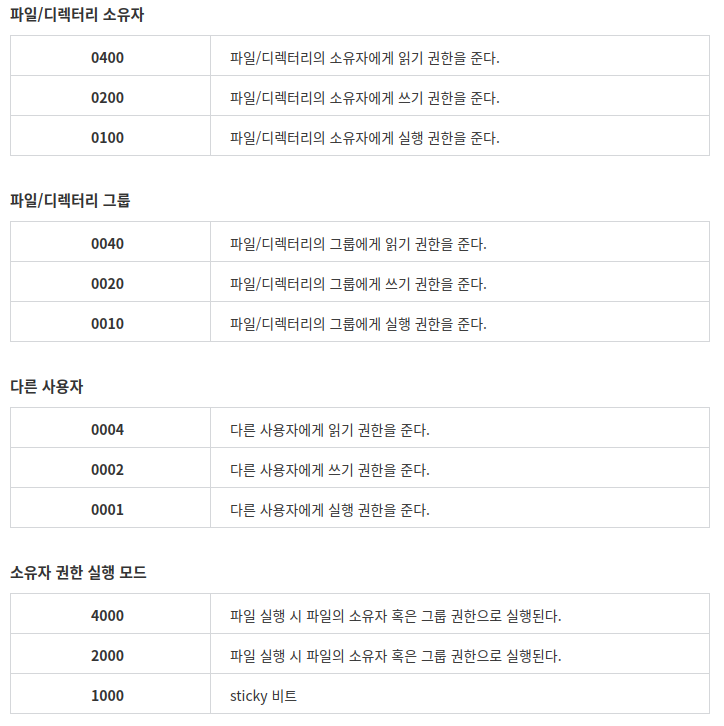 파일/디렉터리 소유자
0400 파일/디렉터리의 소유자에게 읽기 권한을 준다.
0200 파일/디렉터리의 소유자에게 쓰기 권한을 준다.
0100 파일/디렉터리의 소유자에게 실행 권한을 준다.
파일/디렉터리 그룹
0040 파일/디렉터리의 그룹에게 읽기 권한을 준다.
0020 파일/디렉터리의 그룹에게 쓰기 권한을 준다.
0010 파일/디렉터리의 그룹에게 실행 권한을 준다.
다른 사용자
0004 다른 사용자에게 읽기 권한을 준다.
0002 다른 사용자에게 쓰기 권한을 준다.
0001 다른 사용자에게 실행 권한을 준다.
소유자 권한 실행 모드
4000 파일 실행 시 파일의 소유자 혹은 그룹 권한으로 실행된다.
2000 파일 실행 시 파일의 소유자 혹은 그룹 권한으로 실행된다.
1000 sticky 비트